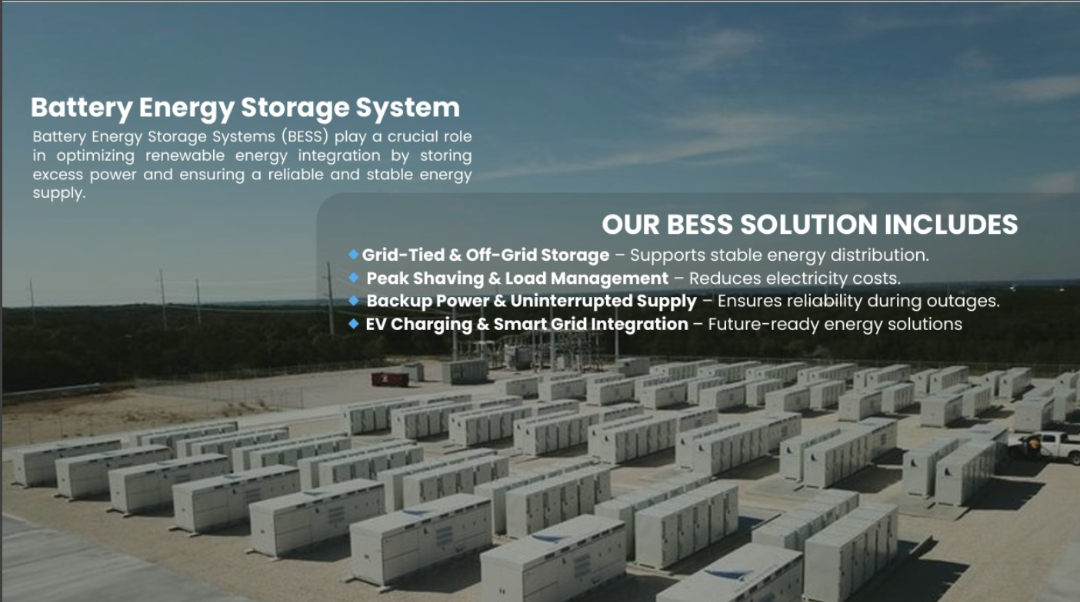 Battery Energy Storage System
Battery Energy Storage Systems (BESS) play a crucial role
in optimizing renewable energy integration by storing
excess power and ensuring a reliable and stable energy
supply.
OUR BESS SOLUTION INCLUDES
🔹Grid-Tied & Off-Grid Storage – Supports stable energy distribution.
🔹 Peak Shaving & Load Management – Reduces electricity costs.
🔹 Backup Power & Uninterrupted Supply – Ensures reliability during outages.
🔹 EV Charging & Smart Grid Integration – Future-ready energy solutions